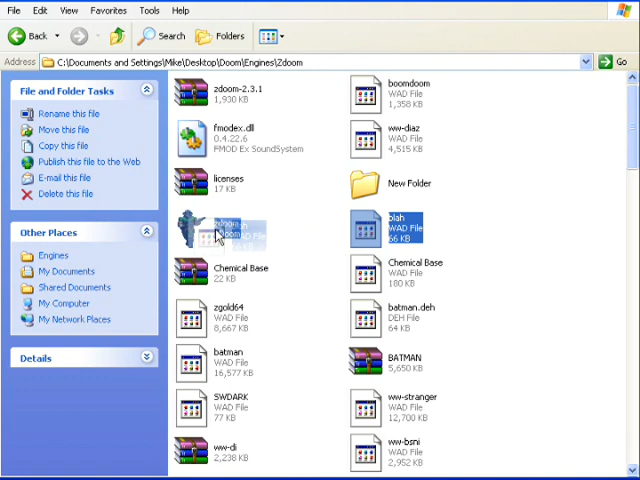 File Edit View Favorites Tools Help
Back Search Folders
Address C:\Documents and Settings\Mike\Desktop\Doom\Engines\Zdoom Go
File and Folder Tasks
Rename this file
Move this file
Copy this file
Publish this file to the Web
E-mail this file
Delete this file
Other Places
Engines
My Documents
Shared Documents
My Computer
My Network Places
Details
zdoom-2.3.1
1,930 KB
boomdoom
WAD File
1,358 KB
fmodex.dll
0.4.22.6
FMOD Ex SoundSystem
ww-diaz
WAD File
4,515 KB
licenses
17 KB
New Folder
zdoom
blah
WAD File
66 KB
Chemical Base
22 KB
Chemical Base
WAD File
180 KB
zgold64
WAD File
8,667 KB
batman.deh
DEH File
64 KB
batman
WAD File
16,577 KB
BATMAN
5,650 KB
SWDARK
WAD File
77 KB
ww-stranger
WAD File
12,700 KB
ww-di
2,238 KB
ww-bsni
WAD File
2,952 KB